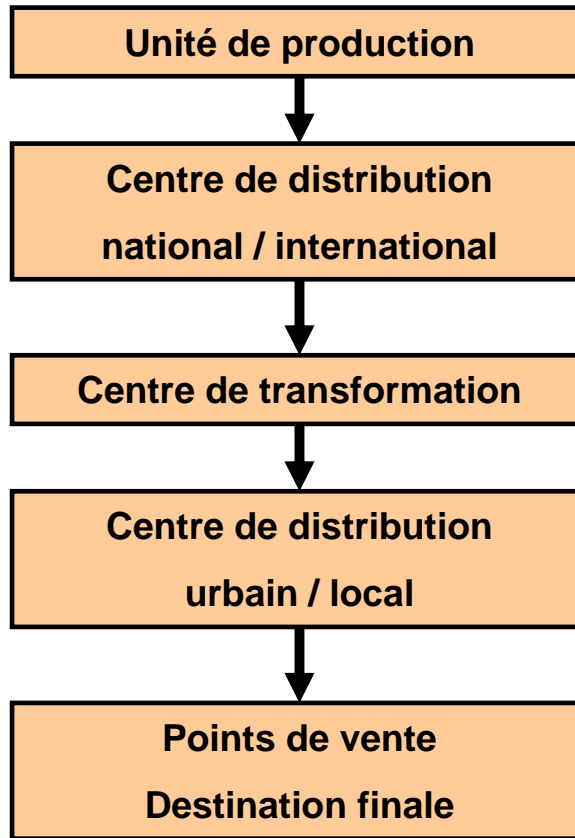 Unité de production
Centre de distribution
national / international
Centre de transformation
Centre de distribution
urbain / local
Points de vente
Destination finale